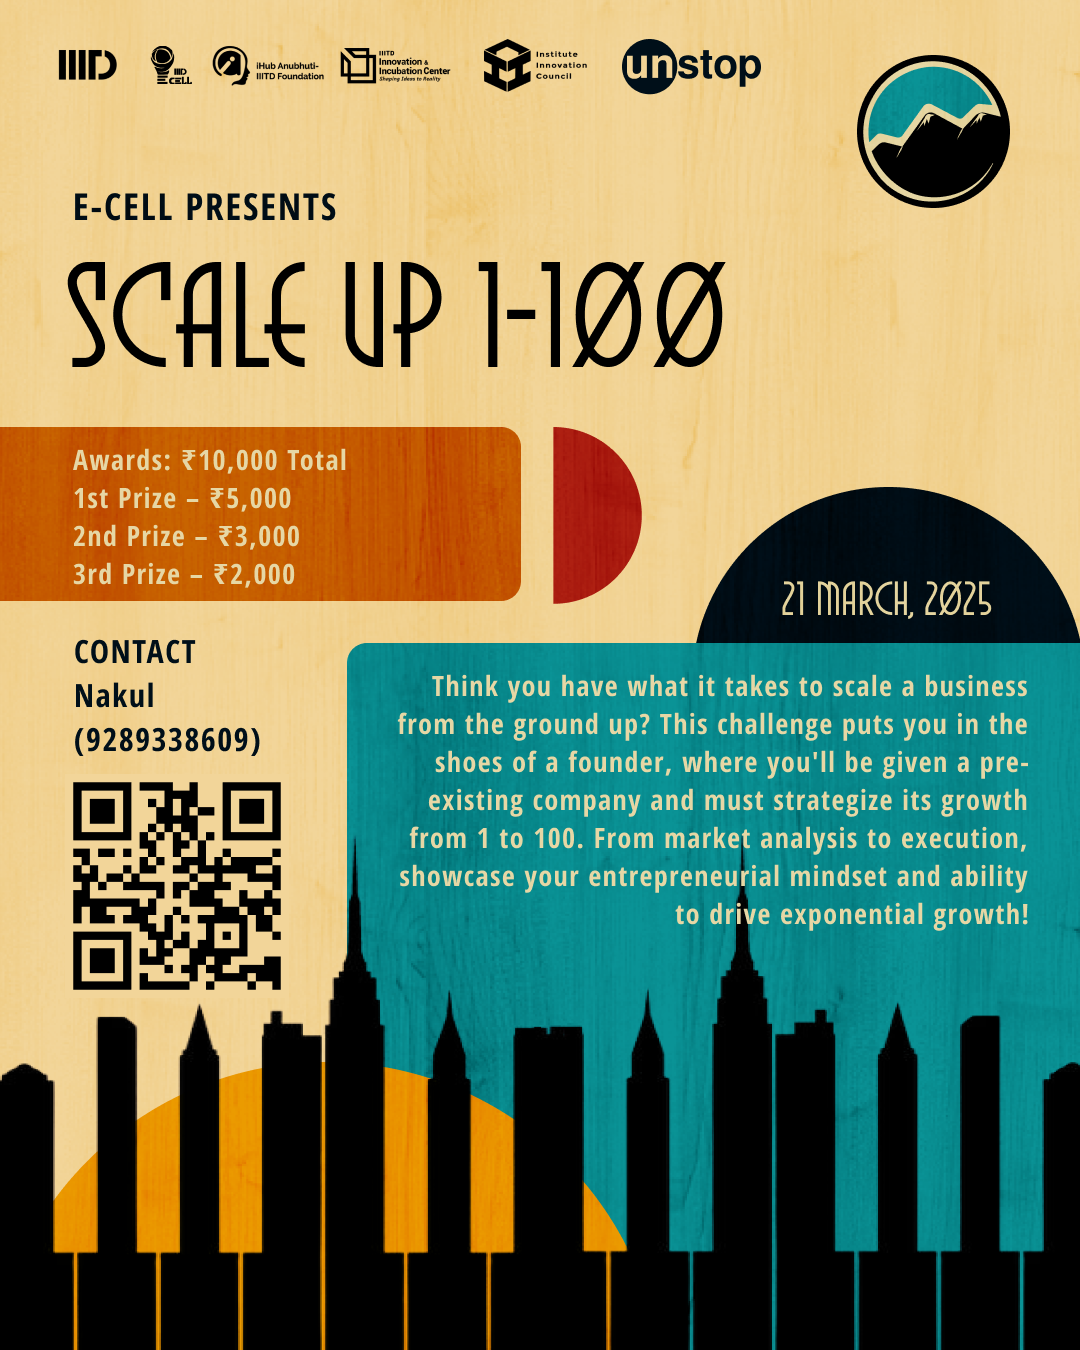 IIITD
IIID
CELL
iHub Anubhuti-
IIITD Foundation
IIITD
Innovation &
Incubation Center
Shaping Ideas to Reality
Institute
Innovation
Council
unstop
E-CELL PRESENTS
SCALE UP 1-100
Awards: ₹10,000 Total
1st Prize – ₹5,000
2nd Prize – ₹3,000
3rd Prize – ₹2,000
21 MARCH, 2025
CONTACT
Nakul
(9289338609)
Think you have what it takes to scale a business
from the ground up? This challenge puts you in the
shoes of a founder, where you'll be given a pre-
existing company and must strategize its growth
from 1 to 100. From market analysis to execution,
showcase your entrepreneurial mindset and ability
to drive exponential growth!